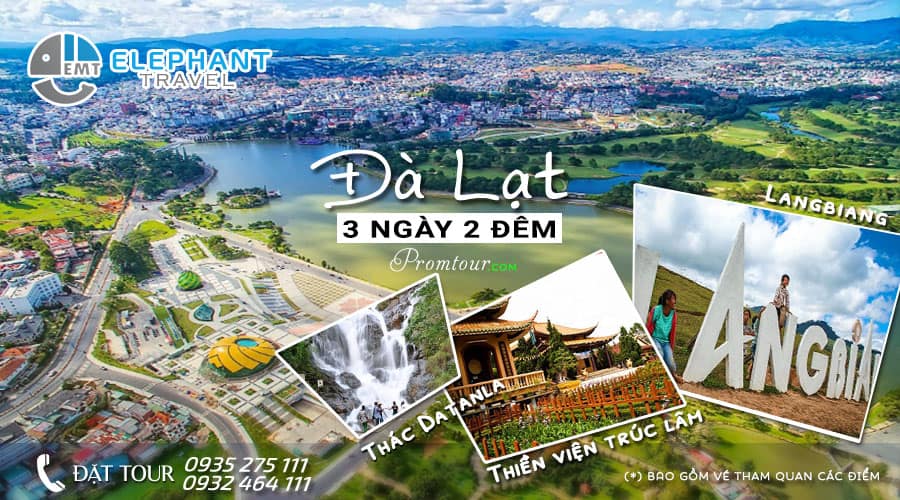 EMT
ELEPHANT
TRAVEL
Đà Lạt
3 NGÀY 2 ĐÊM
Promtour.COM
LANGBIANG
LANGBIAN
THÁC DATANLA
THIỀN VIỆN TRÚC LÂM
ĐẶT TOUR
0935 275 111
0932 464 111
(*) BAO GỒM VÉ THAM QUAN CÁC ĐIỂM